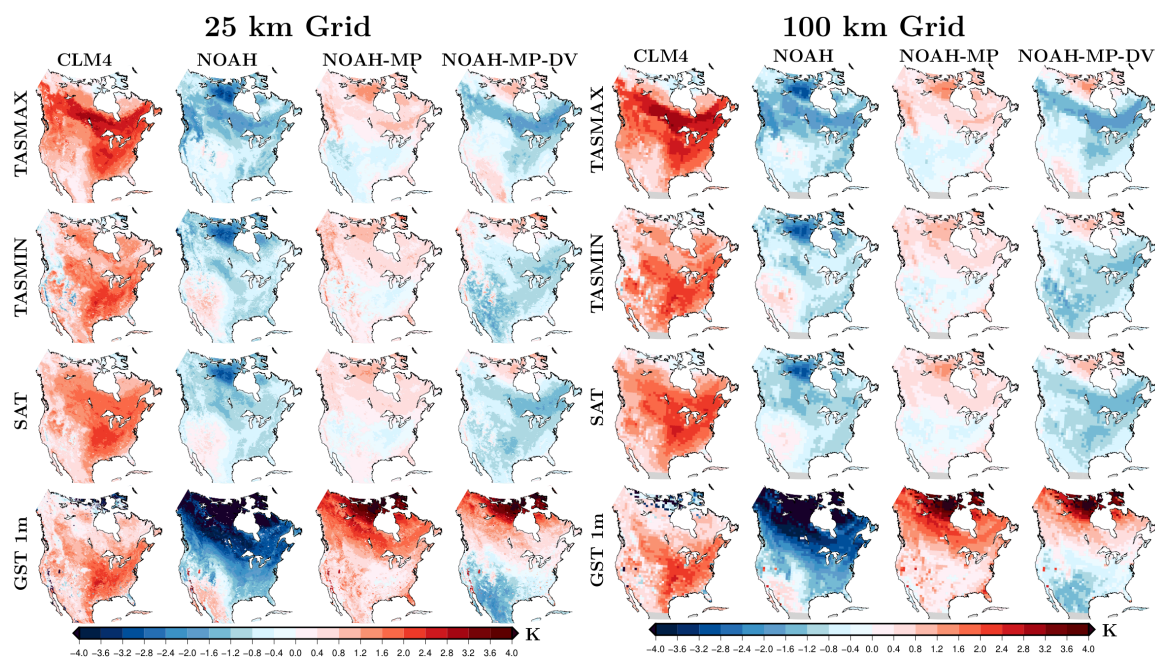 25 km Grid
100 km Grid
CLM4 NOAH NOAH-MP NOAH-MP-DV
CLM4 NOAH NOAH-MP NOAH-MP-DV
TASMAX
TASMAX
TASMIN
TASMIN
SAT
SAT
GST 1m
GST 1m
K
K
−4.0 −3.6 −2.8 −2.4 −2.0 −1.6 −1.2 −0.8 −0.4 0.0 0.4 0.8 1.2 1.6 2.0 2.4 2.8 3.2 3.6 4.0
−4.0 −3.6 −2.8 −2.4 −2.0 −1.6 −1.2 −0.8 −0.4 0.0 0.4 0.8 1.2 1.6 2.0 2.4 2.8 3.2 3.6 4.0